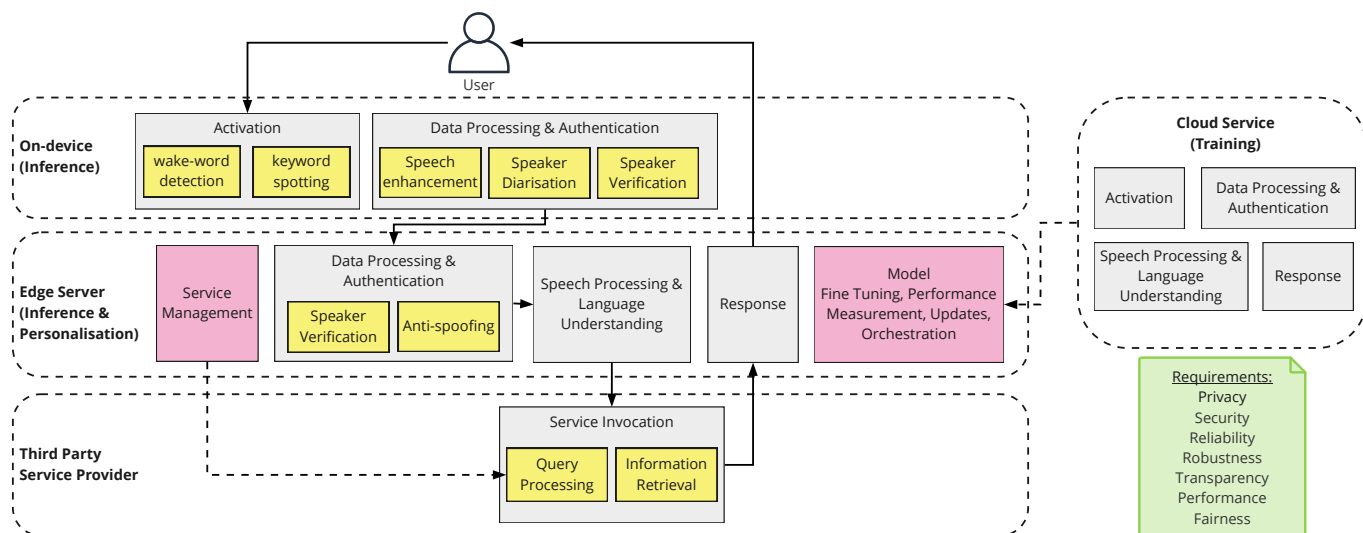 User
On-device
(Inference)
Activation
wake-word
detection
keyword
spotting
Data Processing & Authentication
Speech
enhancement
Speaker
Diarisation
Speaker
Verification
Edge Server
(Inference &
Personalisation)
Service
Management
Data Processing &
Authentication
Speaker
Verification
Anti-spoofing
Speech Processing &
Language
Understanding
Response
Model
Fine Tuning, Performance
Measurement, Updates,
Orchestration
Third Party
Service Provider
Service Invocation
Query
Processing
Information
Retrieval
Cloud Service
(Training)
Activation
Data Processing &
Authentication
Speech Processing &
Language
Understanding
Response
Requirements:
Privacy
Security
Reliability
Robustness
Transparency
Performance
Fairness